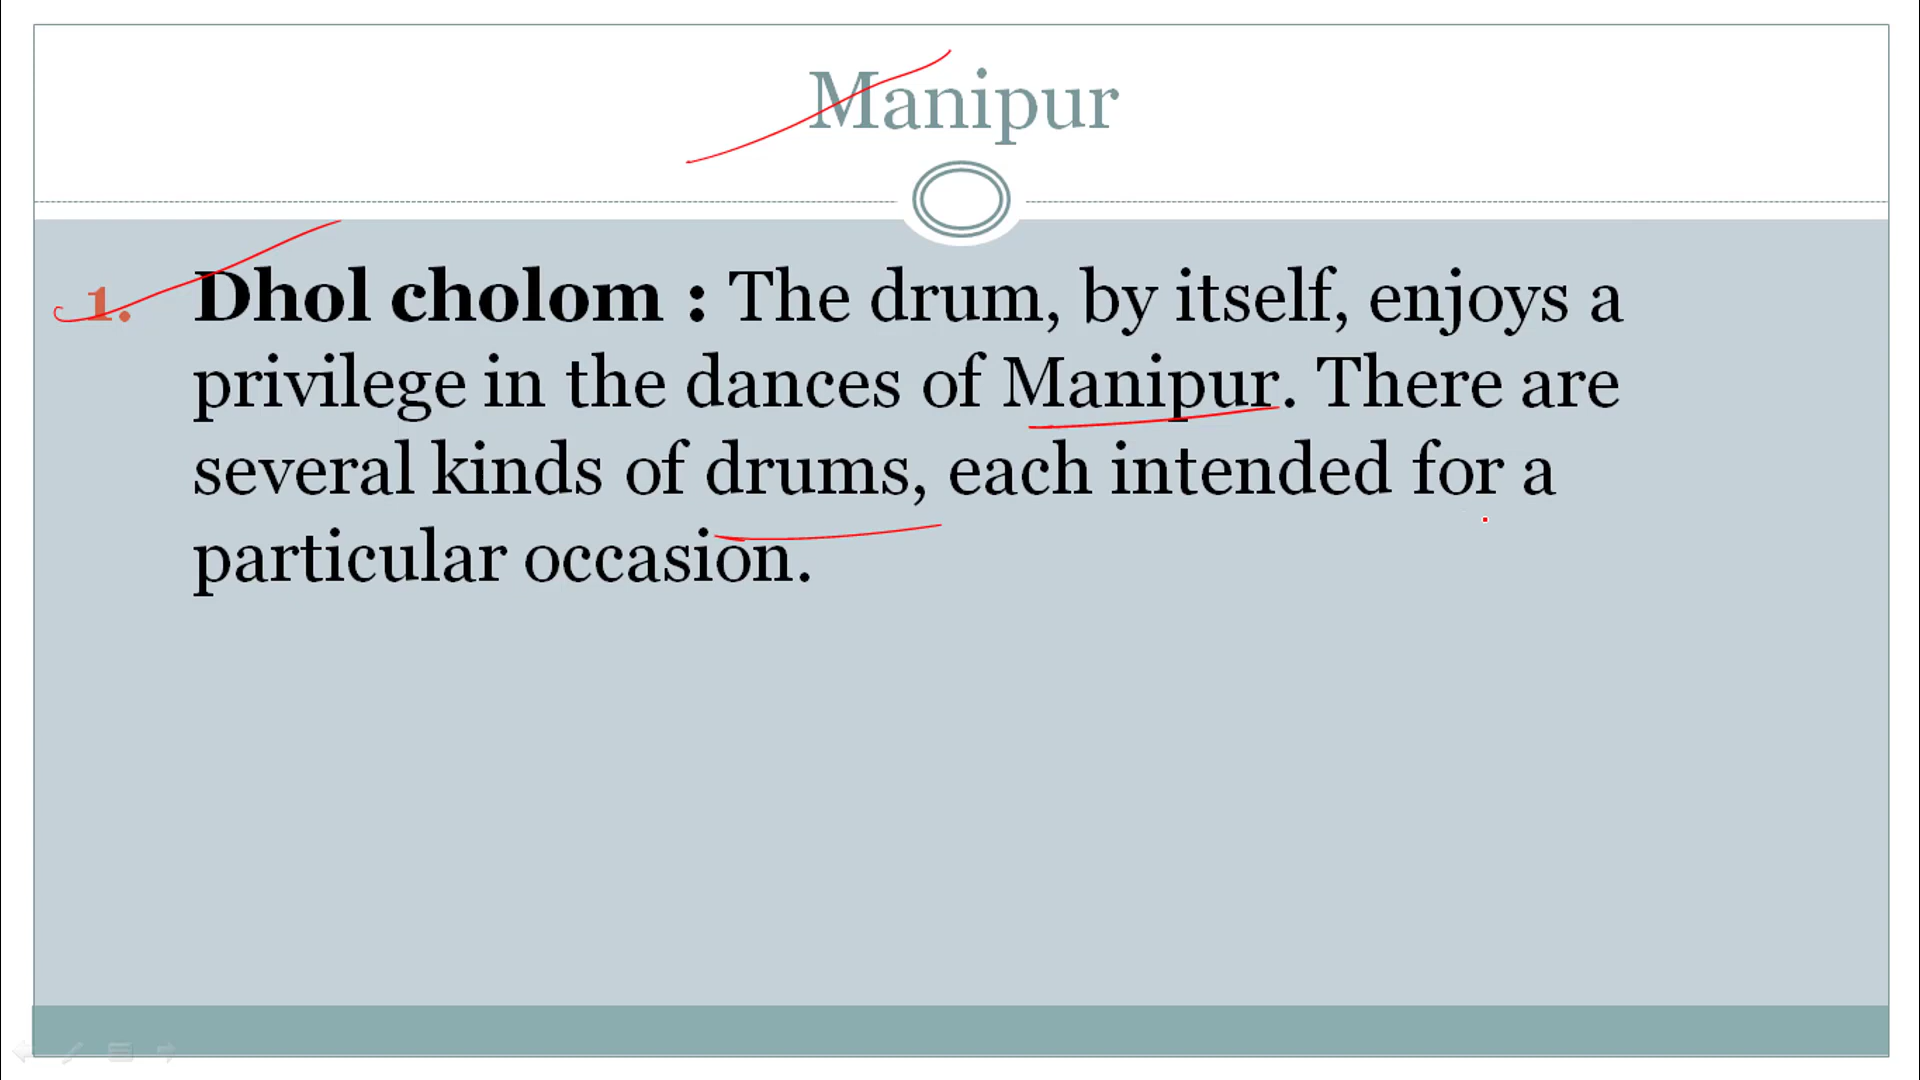 Manipur
1. Dhol cholom : The drum, by itself, enjoys a
privilege in the dances of Manipur. There are
several kinds of drums, each intended for a
particular occasion.